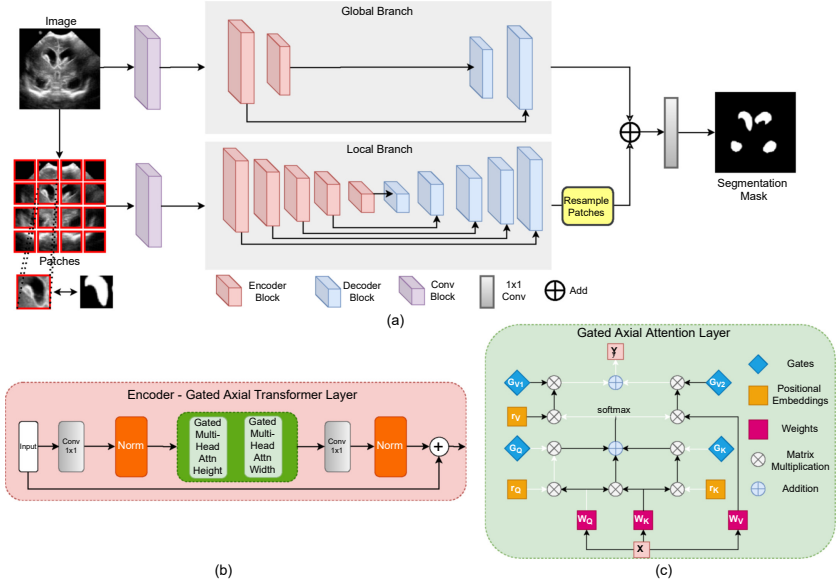 Image
Global Branch
Local Branch
Patches
Resample
Patches
Segmentation
Mask
Encoder
Block
Decoder
Block
Conv
Block
1x1
Conv
Add
(a)
Encoder - Gated Axial Transformer Layer
Input
Conv
1x1
Norm
Gated
Multi-
Head
Attn
Height
Gated
Multi-
Head
Attn
Width
Conv
1x1
Norm
(b)
Gated Axial Attention Layer
Y
G_V1
G_V2
r_V
softmax
G_Q
G_K
r_Q
r_K
W_Q
W_K
W_V
X
Gates
Positional
Embeddings
Weights
Matrix
Multiplication
Addition
(c)